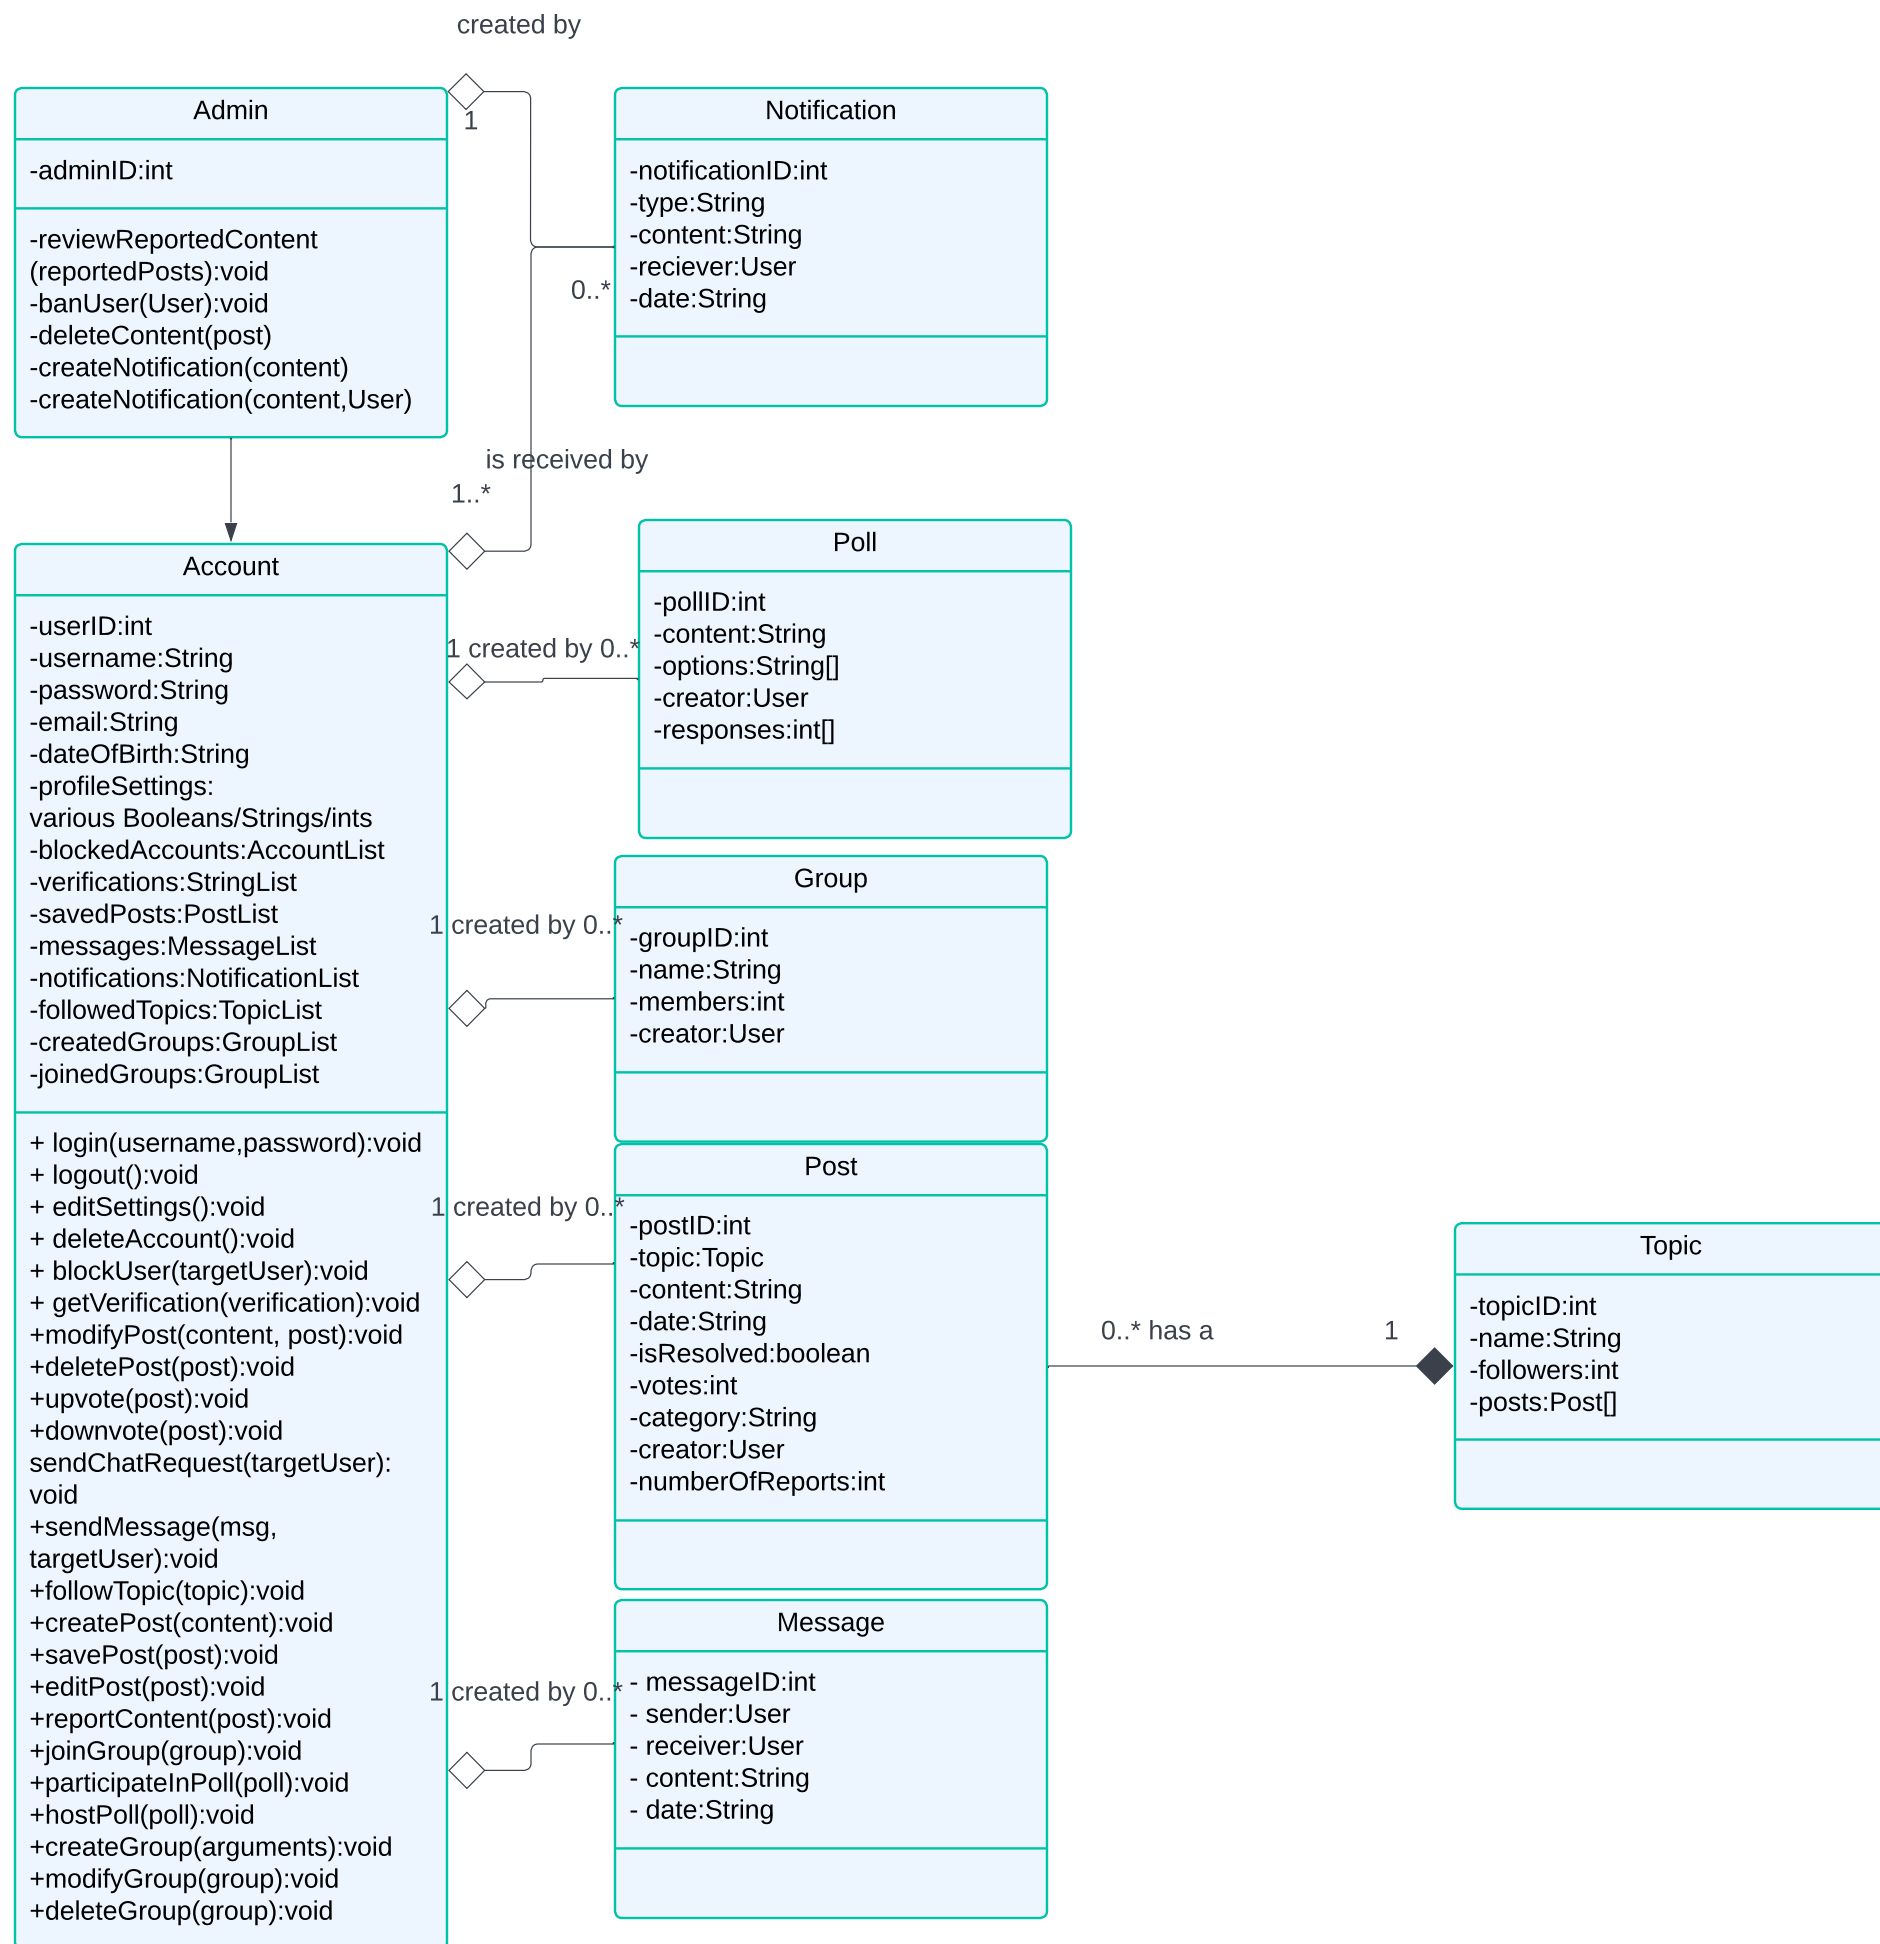 created by
Admin
-adminID:int
-reviewReportedContent
(reportedPosts):void
-banUser(User):void
-deleteContent(post)
-createNotification(content)
-createNotification(content,User)
1
Notification
-notificationID:int
-type:String
-content:String
-reciever:User
-date:String
0..*
is received by
1..*
Account
-userID:int
-username:String
-password:String
-email:String
-dateOfBirth:String
-profileSettings:
various Booleans/Strings/ints
-blockedAccounts:AccountList
-verifications:StringList
-savedPosts:PostList
-messages:MessageList
-notifications:NotificationList
-followedTopics:TopicList
-createdGroups:GroupList
-joinedGroups:GroupList
+ login(username,password):void
+ logout():void
+ editSettings():void
+ deleteAccount():void
+ blockUser(targetUser):void
+ getVerification(verification):void
+modifyPost(content, post):void
+deletePost(post):void
+upvote(post):void
+downvote(post):void
sendChatRequest(targetUser):
void
+sendMessage(msg,
targetUser):void
+followTopic(topic):void
+createPost(content):void
+savePost(post):void
+editPost(post):void
+reportContent(post):void
+joinGroup(group):void
+participateInPoll(poll):void
+hostPoll(poll):void
+createGroup(arguments):void
+modifyGroup(group):void
+deleteGroup(group):void
1 created by 0..*
Poll
-pollID:int
-content:String
-options:String[]
-creator:User
-responses:int[]
1 created by 0..*
Group
-groupID:int
-name:String
-members:int
-creator:User
1 created by 0..*
Post
-postID:int
-topic:Topic
-content:String
-date:String
-isResolved:boolean
-votes:int
-category:String
-creator:User
-numberOfReports:int
0..* has a
1
Topic
-topicID:int
-name:String
-followers:int
-posts:Post[]
1 created by 0..*
Message
- messageID:int
- sender:User
- receiver:User
- content:String
- date:String